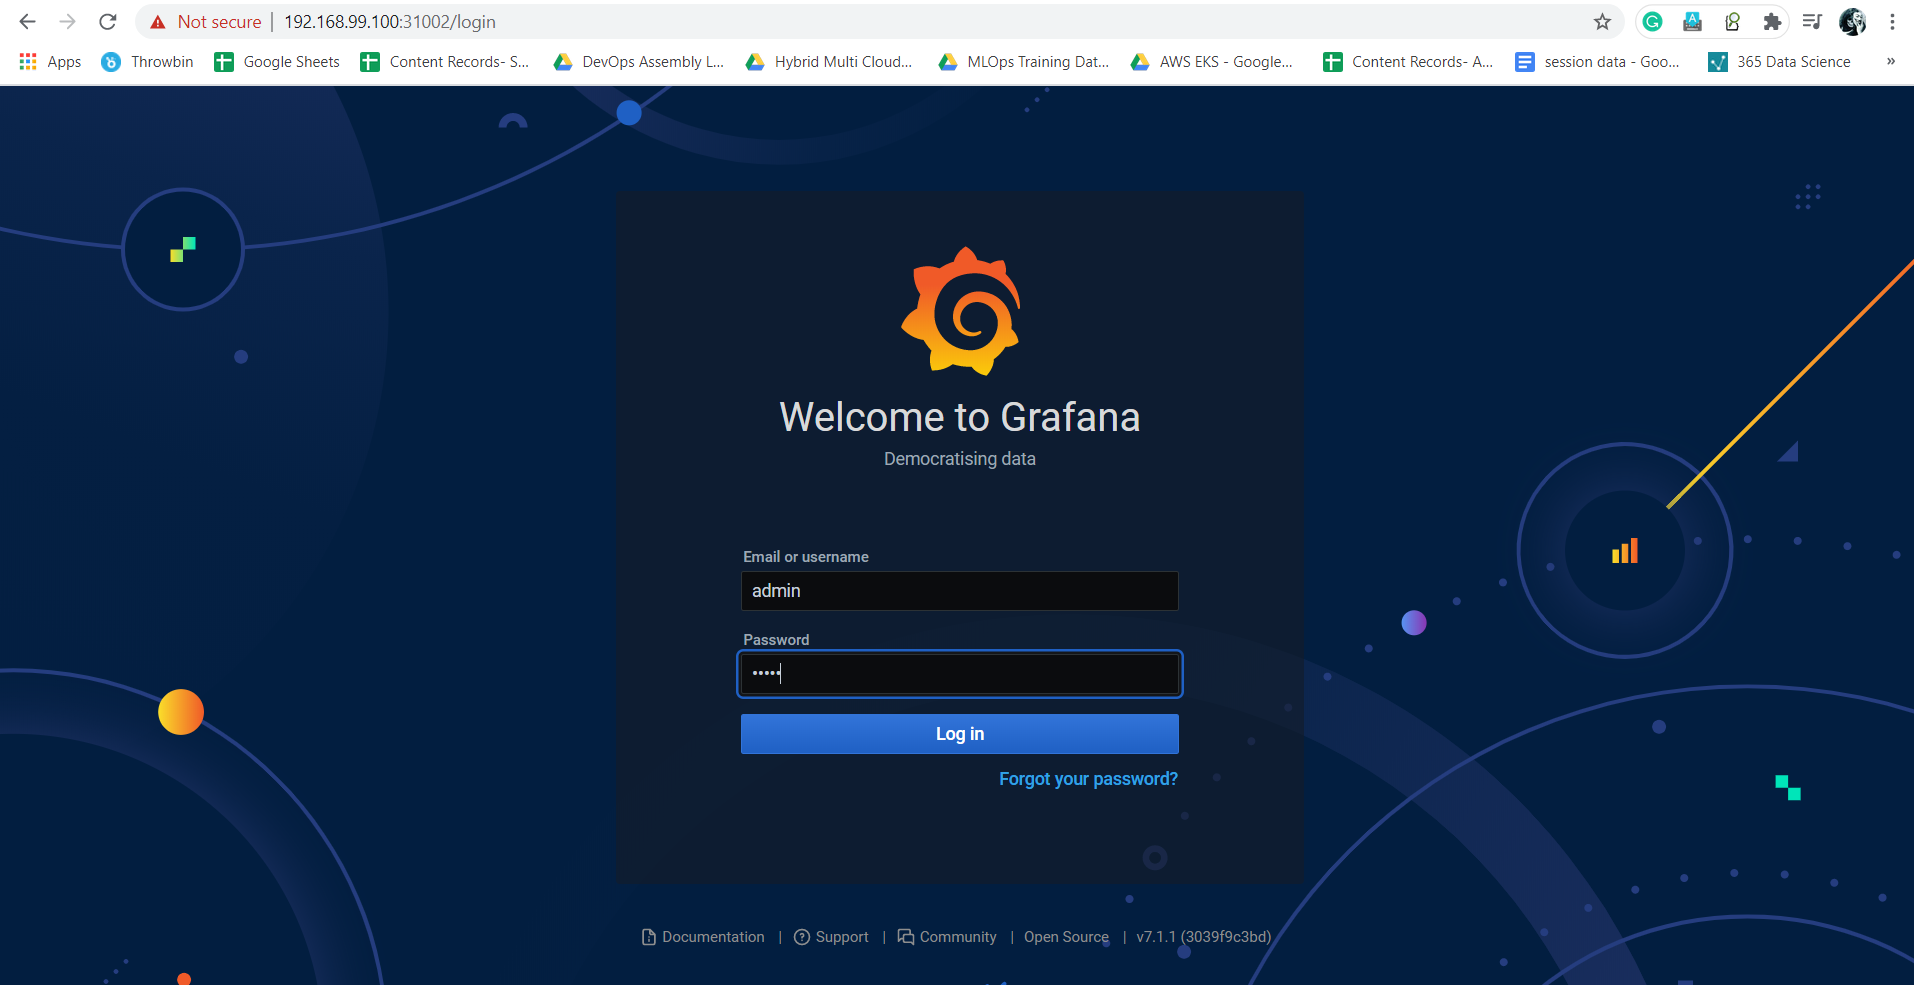 Not secure | 192.168.99.100:31002/login
Apps Throwbin Google Sheets Content Records- S... DevOps Assembly L... Hybrid Multi Cloud... MLOps Training Dat... AWS EKS - Google... Content Records- A... session data - Goo... 365 Data Science »
Welcome to Grafana
Democratising data
Email or username
admin
Password
•••••
Log in
Forgot your password?
Documentation | Support | Community | Open Source | v7.1.1 (3039f9c3bd)